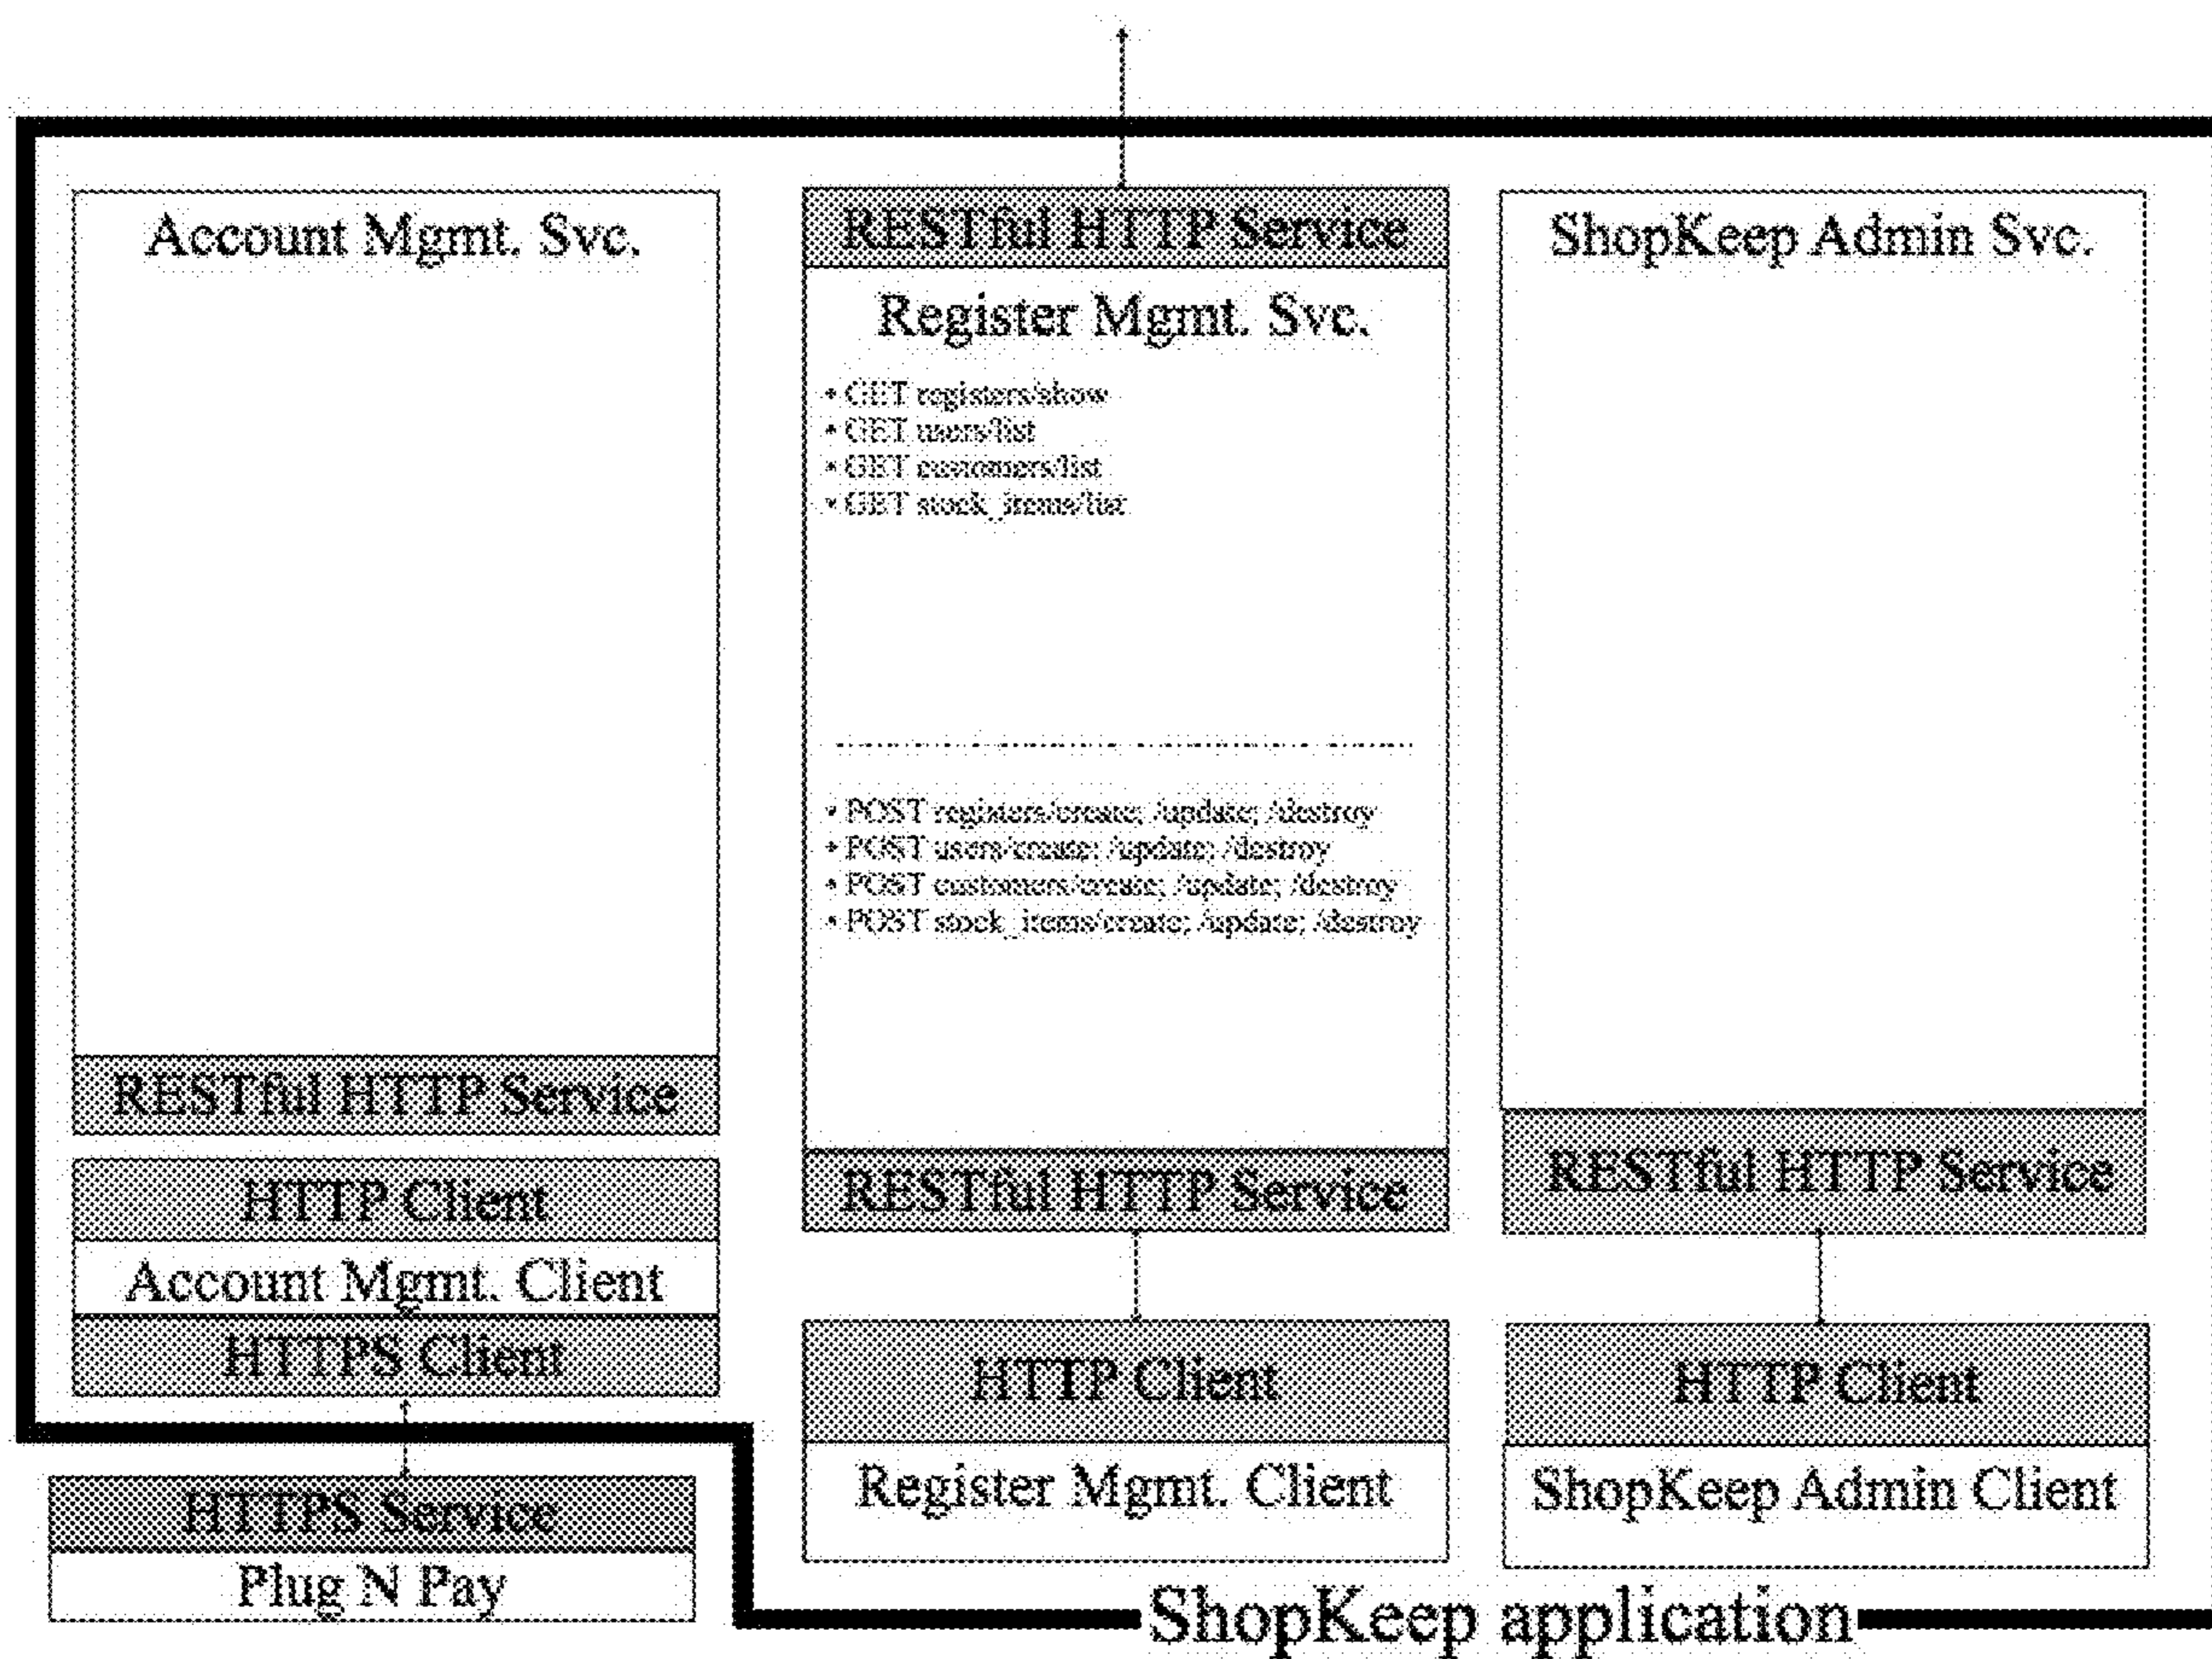 Account Mgmt. Svc.
RESTful HTTP Service
HTTP Client
Account Mgmt. Client
HTTPS Client
HTTPS Service
Plug N Pay
RESTful HTTP Service
Register Mgmt. Svc.
• GET registers/show
• GET users/list
• GET customers/list
• GET stock_items/list
• POST registers/create; /update; /destroy
• POST users/create; /update; /destroy
• POST customers/create; /update; /destroy
• POST stock_items/create; /update; /destroy
RESTful HTTP Service
HTTP Client
Register Mgmt. Client
ShopKeep Admin Svc.
RESTful HTTP Service
HTTP Client
ShopKeep Admin Client
ShopKeep application